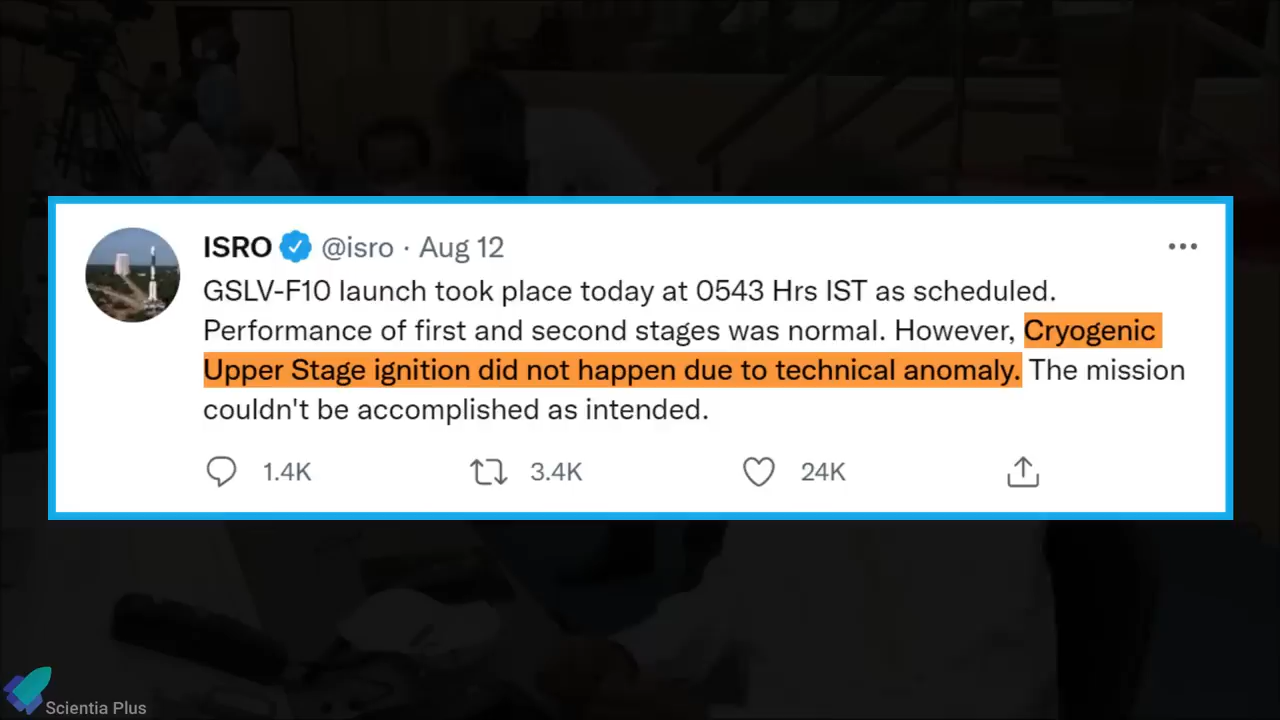 ISRO @isro · Aug 12
GSLV-F10 launch took place today at 0543 Hrs IST as scheduled.
Performance of first and second stages was normal. However, Cryogenic
Upper Stage ignition did not happen due to technical anomaly. The mission
couldn't be accomplished as intended.
1.4K 3.4K 24K
Scientia Plus